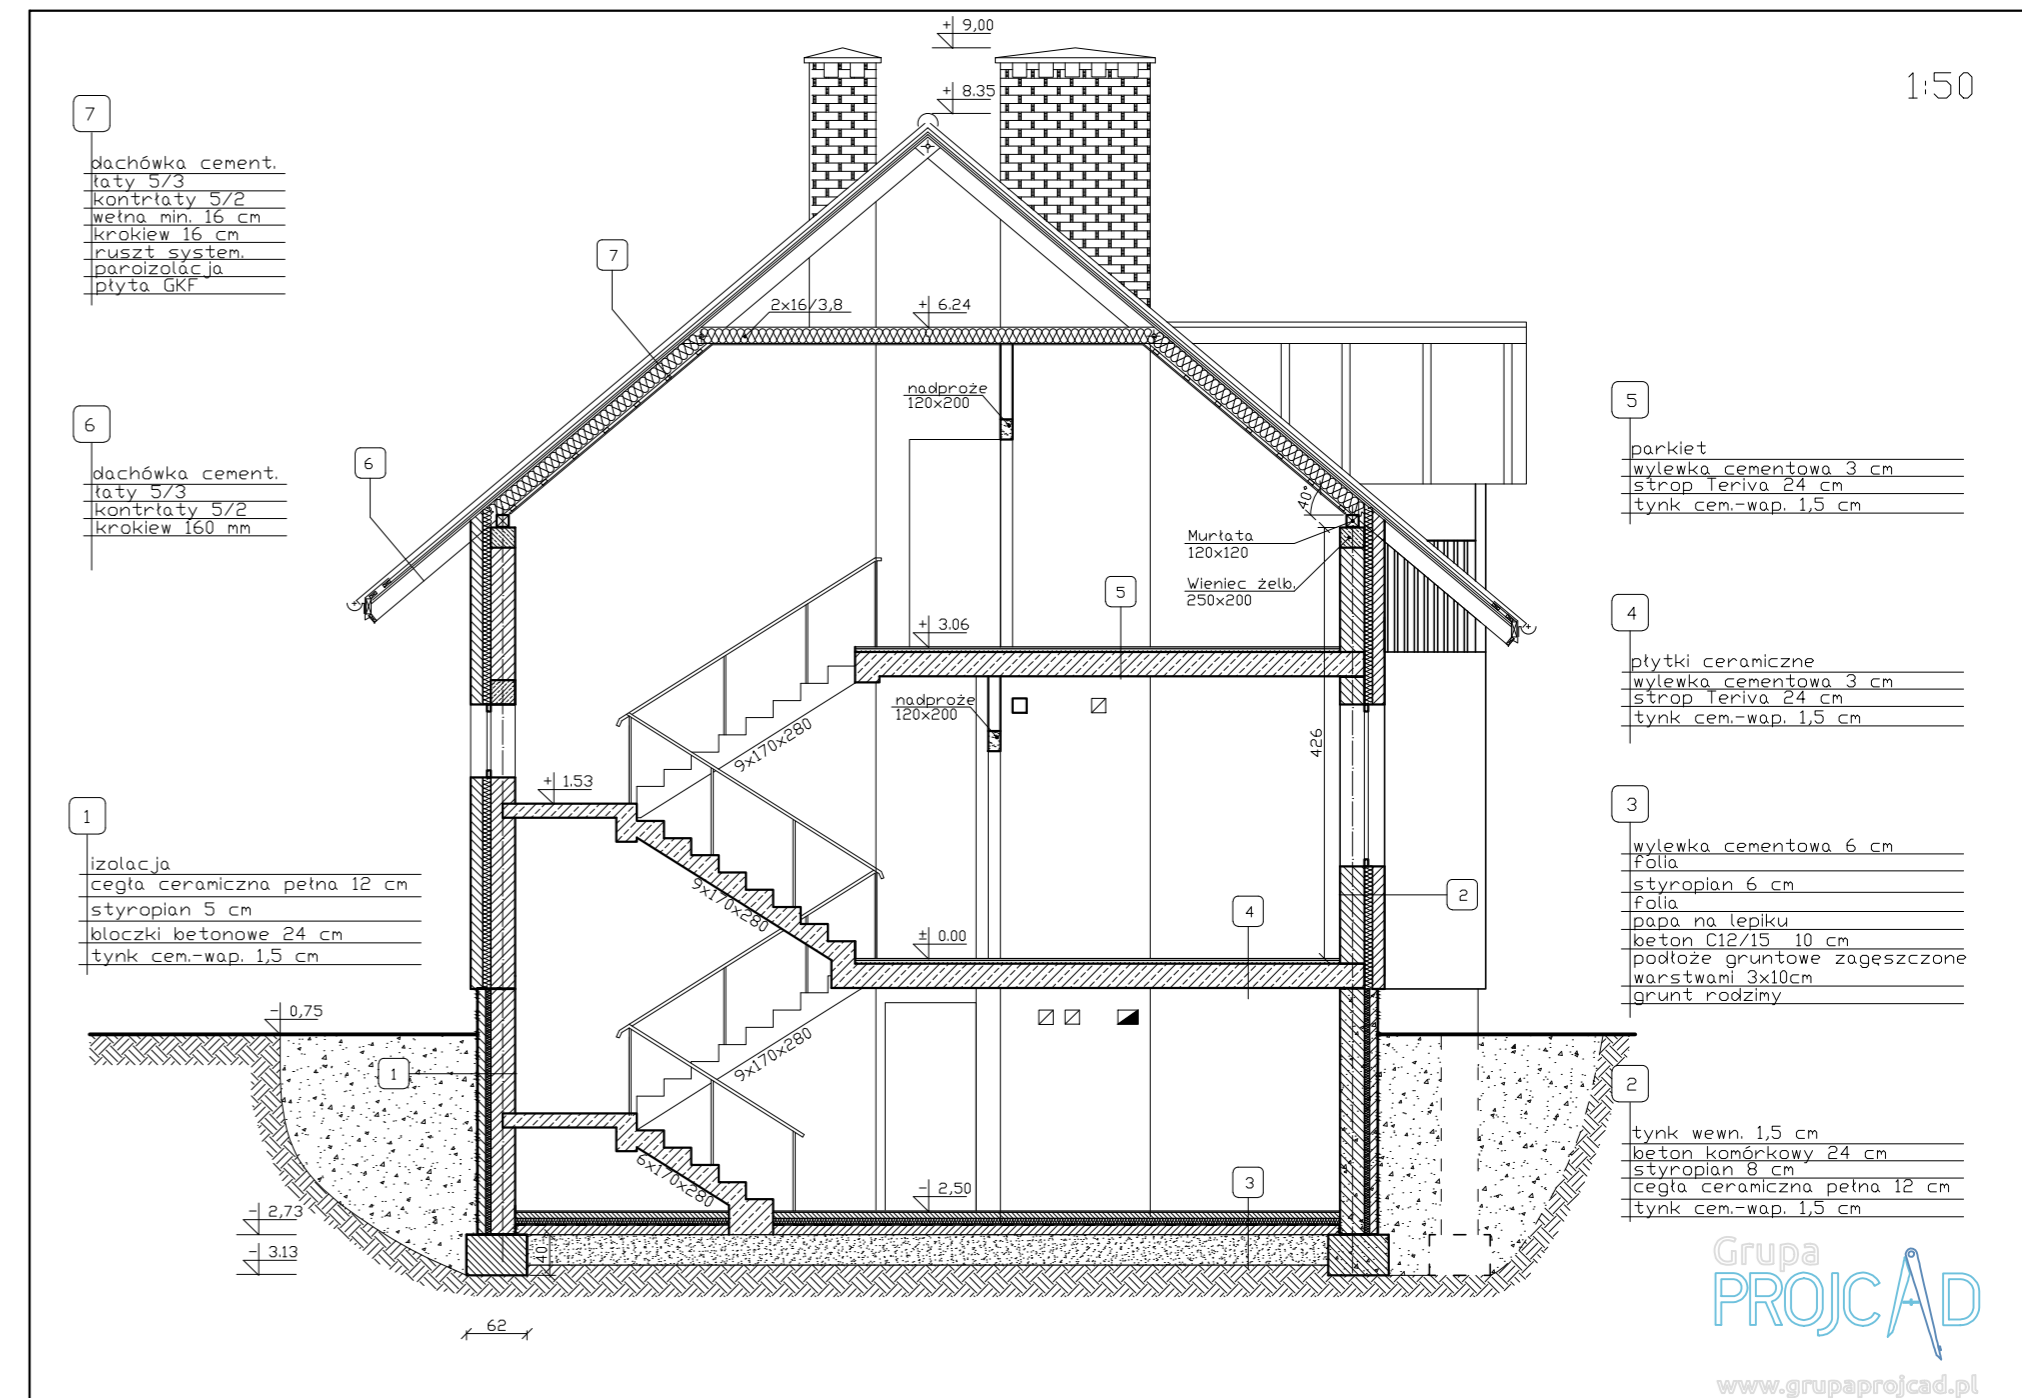 + 9,00
1:50
+ 8.35
7
dachówka cement.
łaty 5/3
kontrłaty 5/2
wełna min. 16 cm
krokiew 16 cm
ruszt system.
paroizolacja
płyta GKF
7
2x16/3,8
+ 6.24
nadproże
120x200
6
dachówka cement.
łaty 5/3
kontrłaty 5/2
krokiew 160 mm
6
5
parkiet
wylewka cementowa 3 cm
strop Teriva 24 cm
tynk cem.-wap. 1,5 cm
40°
Murłata
120x120
Wieniec żelb.
250x200
5
+ 3.06
4
płytki ceramiczne
wylewka cementowa 3 cm
strop Teriva 24 cm
tynk cem.-wap. 1,5 cm
nadproże
120x200
9x170x280
426
+ 1.53
1
izolacja
cegła ceramiczna pełna 12 cm
styropian 5 cm
bloczki betonowe 24 cm
tynk cem.-wap. 1,5 cm
9x170x280
2
4
± 0.00
3
wylewka cementowa 6 cm
folia
styropian 6 cm
folia
papa na lepiku
beton C12/15 10 cm
podłoże gruntowe zagęszczone
warstwami 3x10cm
grunt rodzimy
- 0,75
1
9x170x280
6x170x280
- 2,50
3
2
tynk wewn. 1,5 cm
beton komórkowy 24 cm
styropian 8 cm
cegła ceramiczna pełna 12 cm
tynk cem.-wap. 1,5 cm
- 2,73
- 3.13
40
62
Grupa
PROJCAD
www.grupaprojcad.pl